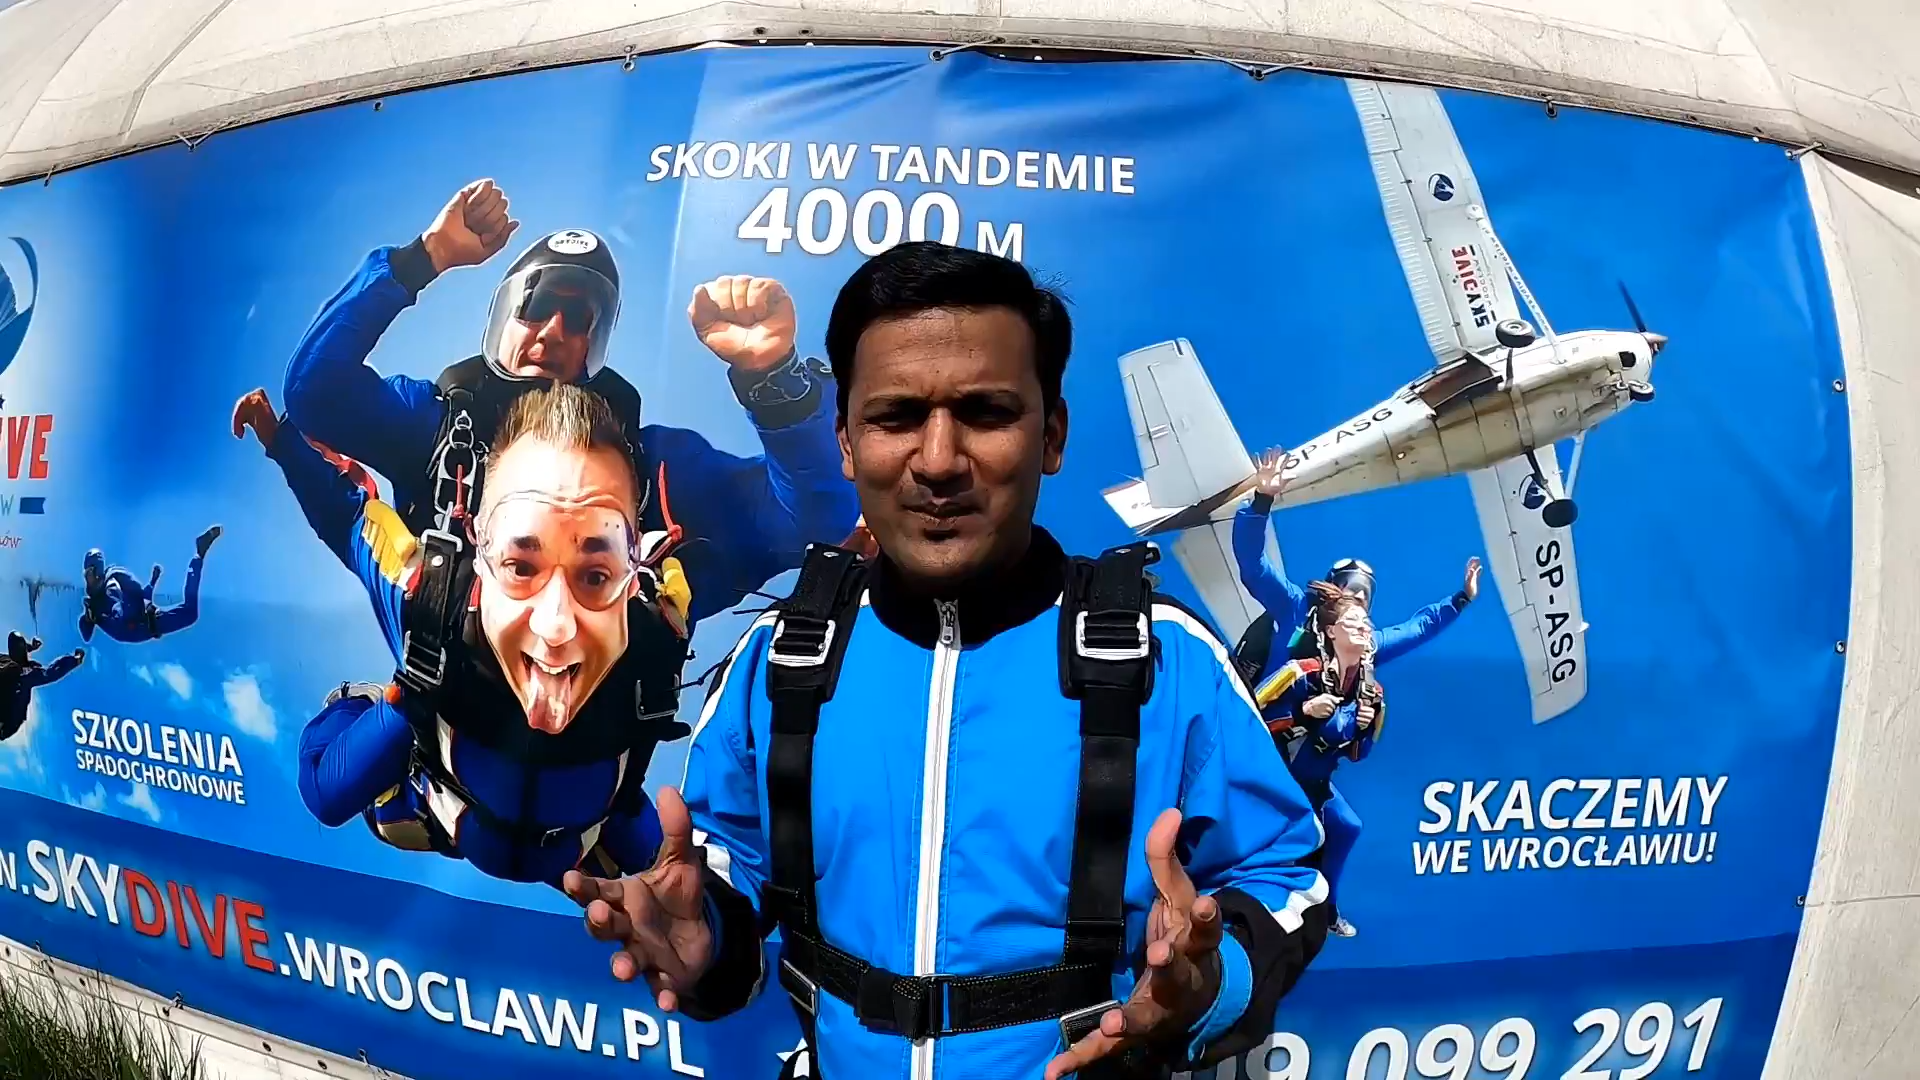 SKOKI W TANDEMIE
4000 M
SKYDIVE
SP-ASG
SP-ASG
SZKOLENIA
SPADOCHRONOWE
SKACZEMY
WE WROCŁAWIU!
.SKYDIVE.WROCLAW.PL
099 291